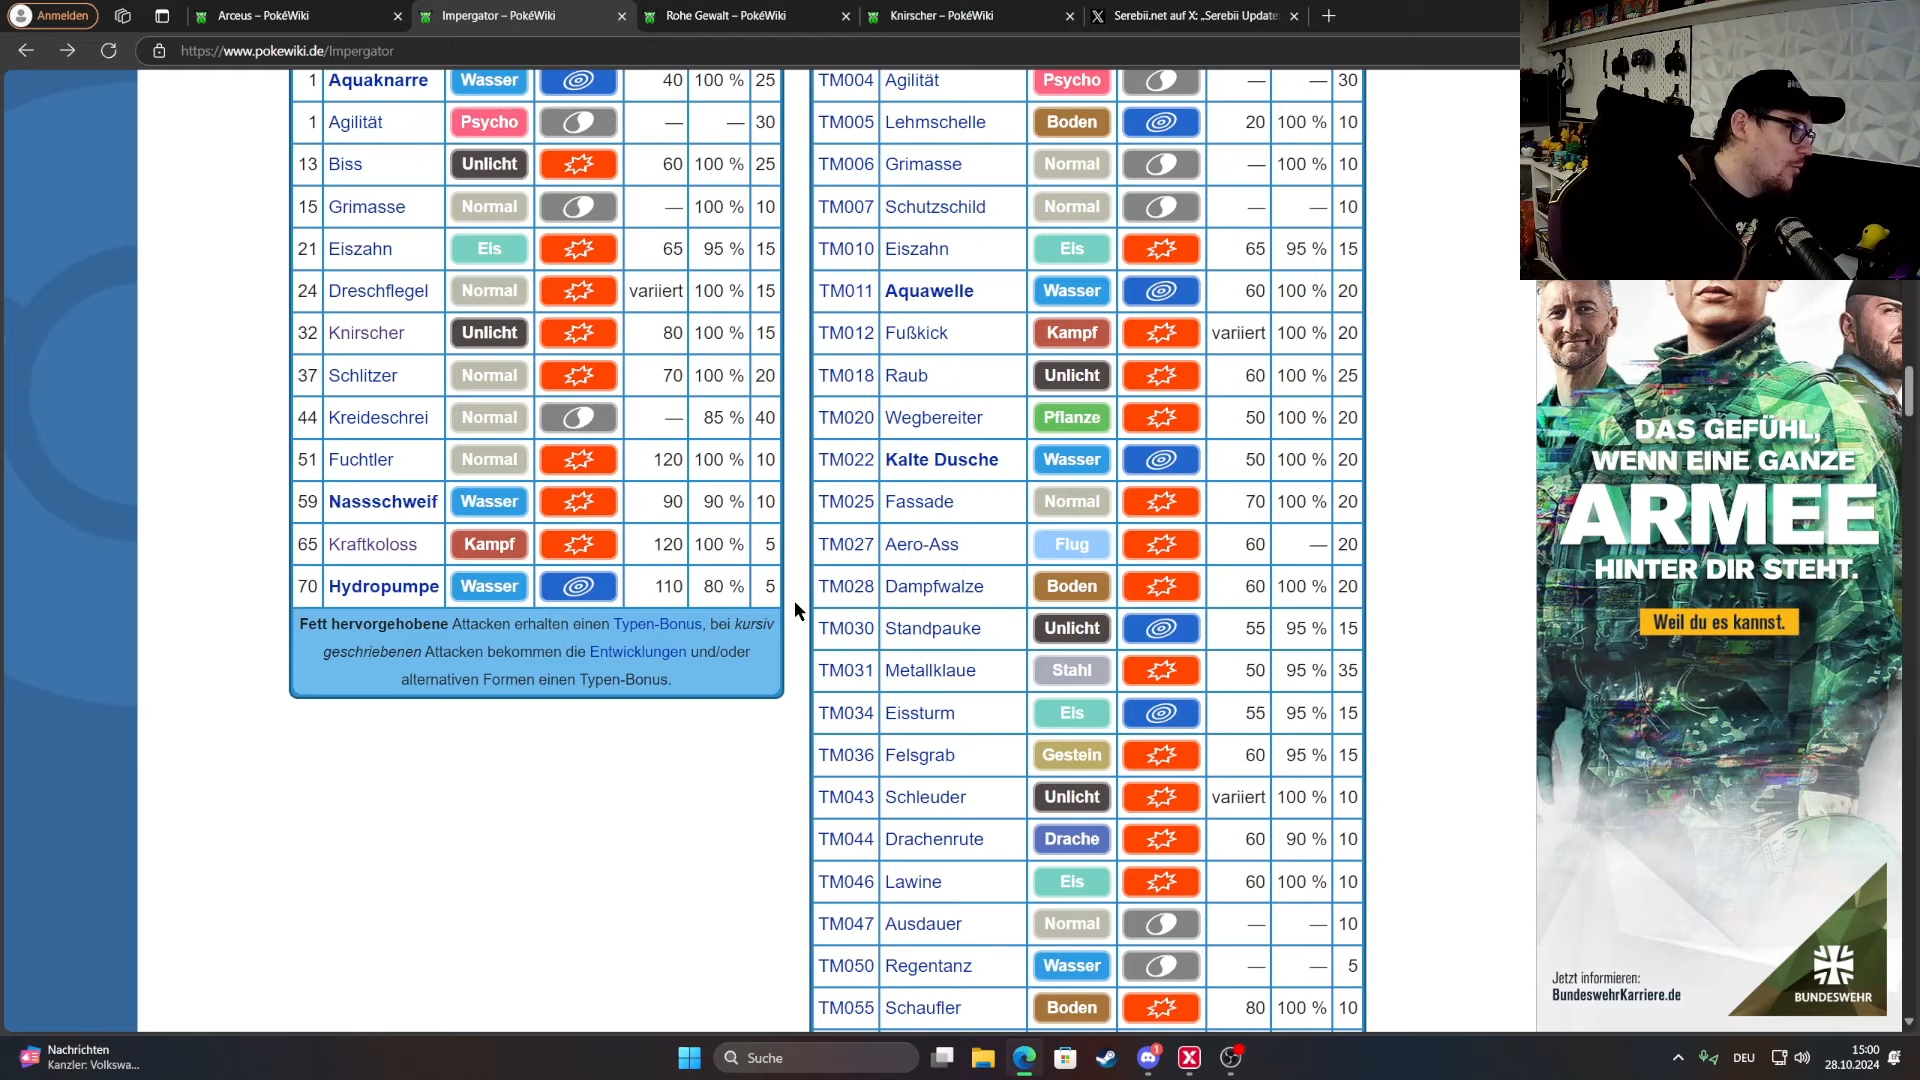 Anmelden
Arceus – PokéWiki
Impergator – PokéWiki
Rohe Gewalt – PokéWiki
Knirscher – PokéWiki
Serebii.net auf X: „Serebii Update:
https://www.pokewiki.de/Impergator
1 Aquaknarre Wasser 40 100 % 25
1 Agilität Psycho — — 30
13 Biss Unlicht 60 100 % 25
15 Grimasse Normal — 100 % 10
21 Eiszahn Eis 65 95 % 15
24 Dreschflegel Normal variiert 100 % 15
32 Knirscher Unlicht 80 100 % 15
37 Schlitzer Normal 70 100 % 20
44 Kreideschrei Normal — 85 % 40
51 Fuchtler Normal 120 100 % 10
59 Nassschweif Wasser 90 90 % 10
65 Kraftkoloss Kampf 120 100 % 5
70 Hydropumpe Wasser 110 80 % 5
Fett hervorgehobene Attacken erhalten einen Typen-Bonus, bei kursiv
geschriebenen Attacken bekommen die Entwicklungen und/oder
alternativen Formen einen Typen-Bonus.
TM004 Agilität Psycho — — 30
TM005 Lehmschelle Boden 20 100 % 10
TM006 Grimasse Normal — 100 % 10
TM007 Schutzschild Normal — — 10
TM010 Eiszahn Eis 65 95 % 15
TM011 Aquawelle Wasser 60 100 % 20
TM012 Fußkick Kampf variiert 100 % 20
TM018 Raub Unlicht 60 100 % 25
TM020 Wegbereiter Pflanze 50 100 % 20
TM022 Kalte Dusche Wasser 50 100 % 20
TM025 Fassade Normal 70 100 % 20
TM027 Aero-Ass Flug 60 — 20
TM028 Dampfwalze Boden 60 100 % 20
TM030 Standpauke Unlicht 55 95 % 15
TM031 Metallklaue Stahl 50 95 % 35
TM034 Eissturm Eis 55 95 % 15
TM036 Felsgrab Gestein 60 95 % 15
TM043 Schleuder Unlicht variiert 100 % 10
TM044 Drachenrute Drache 60 90 % 10
TM046 Lawine Eis 60 100 % 10
TM047 Ausdauer Normal — — 10
TM050 Regentanz Wasser — — 5
TM055 Schaufler Boden 80 100 % 10
DAS GEFÜHL,
WENN EINE GANZE
ARMEE
HINTER DIR STEHT.
Weil du es kannst.
Jetzt informieren:
BundeswehrKarriere.de
BUNDESWEHR
Nachrichten
Kanzler: Volkswa...
Suche
1
DEU
15:00
28.10.2024